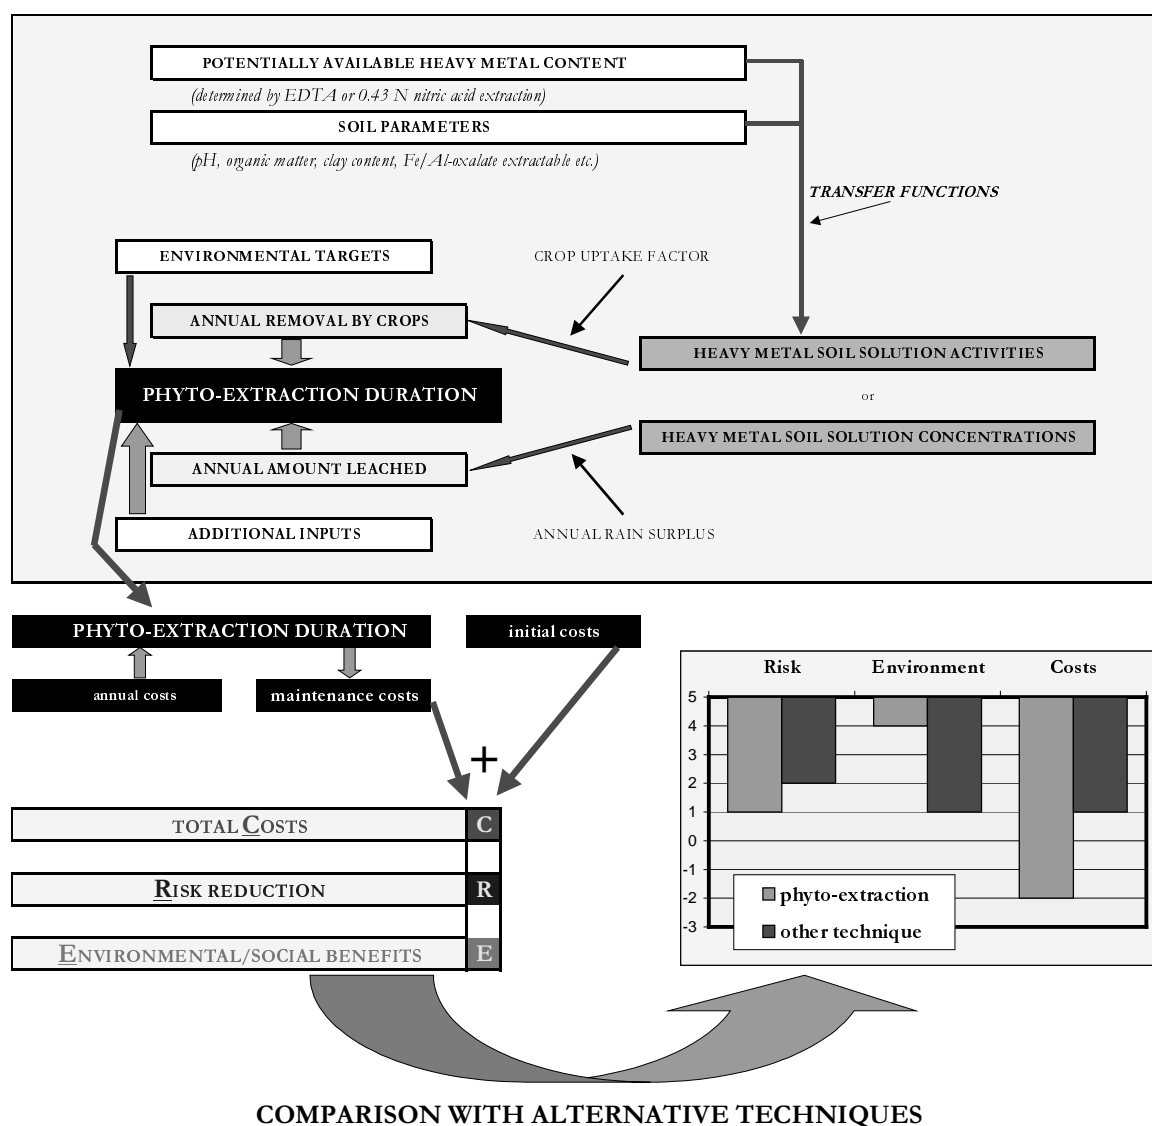 POTENTIALLY AVAILABLE HEAVY METAL CONTENT
(determined by EDTA or 0.43 N nitric acid extraction)
SOIL PARAMETERS
(pH, organic matter, clay content, Fe/Al-oxalate extractable etc.)
TRANSFER FUNCTIONS
ENVIRONMENTAL TARGETS
CROP UPTAKE FACTOR
ANNUAL REMOVAL BY CROPS
HEAVY METAL SOIL SOLUTION ACTIVITIES
PHYTO-EXTRACTION DURATION
or
HEAVY METAL SOIL SOLUTION CONCENTRATIONS
ANNUAL AMOUNT LEACHED
ADDITIONAL INPUTS
ANNUAL RAIN SURPLUS
PHYTO-EXTRACTION DURATION
initial costs
annual costs
maintenance costs
+
TOTAL COSTS
C
RISK REDUCTION
R
ENVIRONMENTAL/SOCIAL BENEFITS
E
Risk Environment Costs
5
4
3
2
1
0
-1
-2
-3
phyto-extraction
other technique
COMPARISON WITH ALTERNATIVE TECHNIQUES